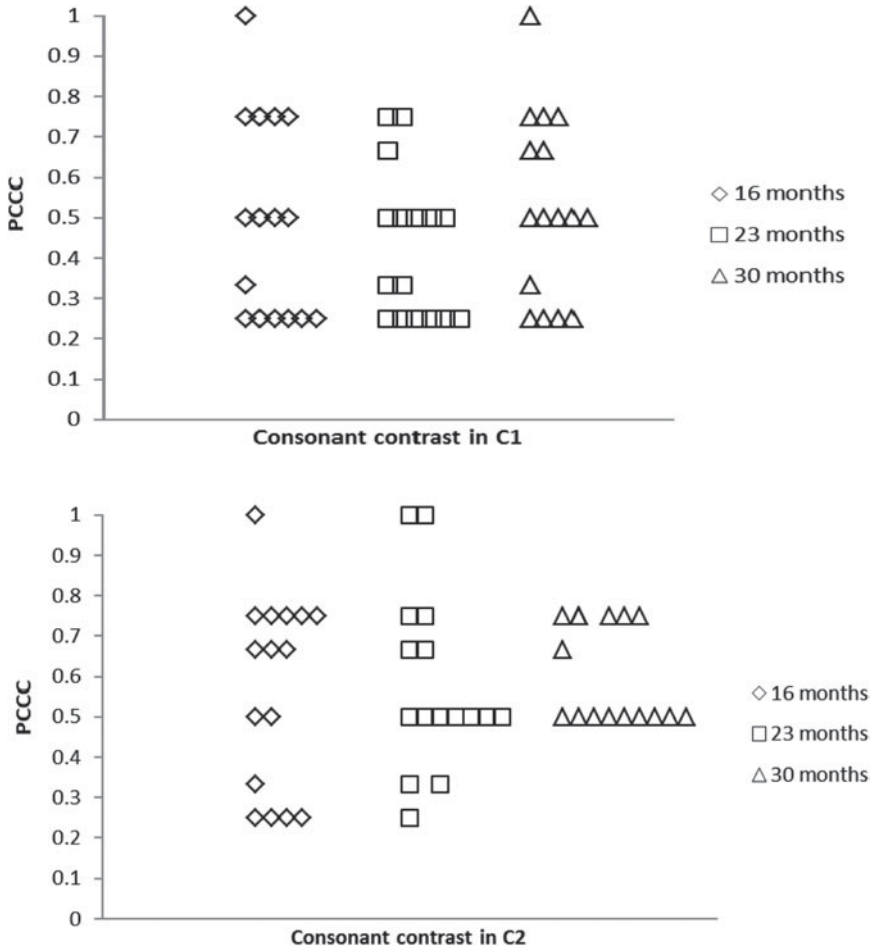 1
0.9
0.8
0.7
0.6
0.5
0.4
0.3
0.2
0.1
0
PCCC
Consonant contrast in C1
16 months
23 months
30 months
1
0.9
0.8
0.7
0.6
0.5
0.4
0.3
0.2
0.1
0
PCCC
Consonant contrast in C2
16 months
23 months
30 months